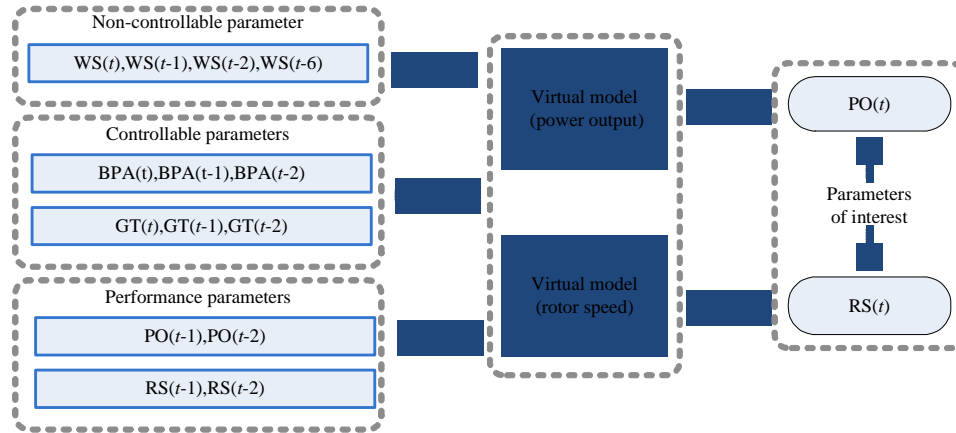 Non-controllable parameter
WS(t),WS(t-1),WS(t-2),WS(t-6)
Controllable parameters
BPA(t),BPA(t-1),BPA(t-2)
GT(t),GT(t-1),GT(t-2)
Performance parameters
PO(t-1),PO(t-2)
RS(t-1),RS(t-2)
Virtual model
(power output)
Virtual model
(rotor speed)
PO(t)
Parameters
of interest
RS(t)